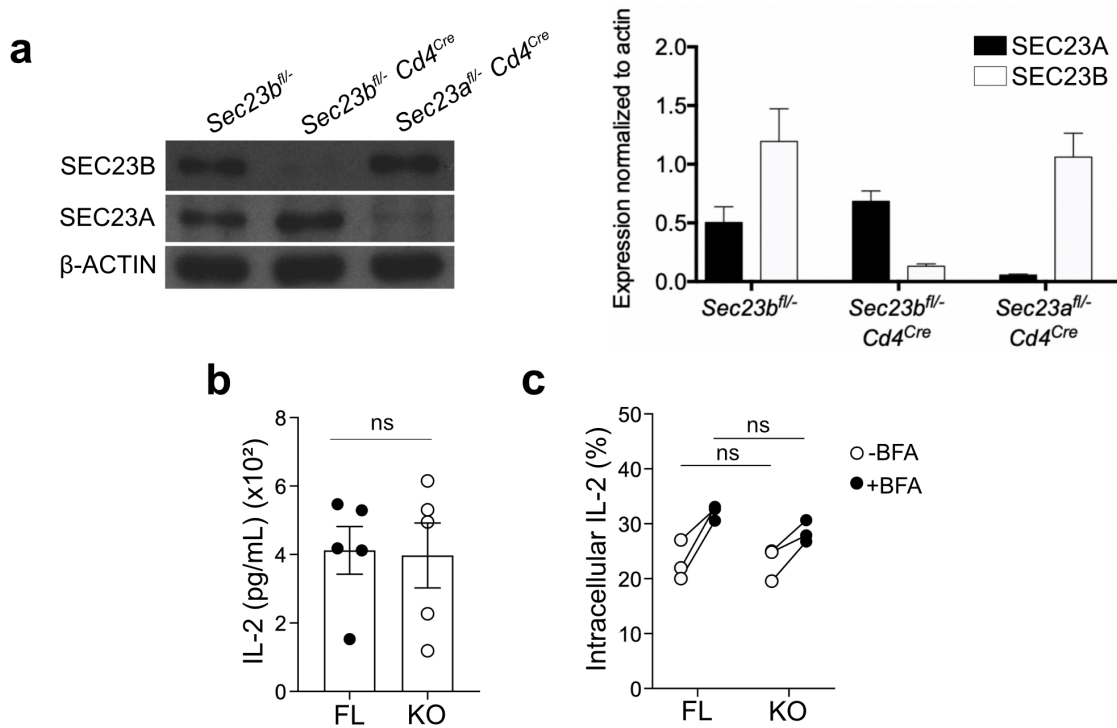 a
Sec23b^fl/-
Sec23b^fl/- Cd4^Cre
Sec23a^fl/- Cd4^Cre
SEC23B
SEC23A
β-ACTIN
Expression normalized to actin
2.0
1.5
1.0
0.5
0.0
SEC23A
SEC23B
Sec23b^fl/-
Sec23b^fl/-
Cd4^Cre
Sec23a^fl/-
Cd4^Cre
b
IL-2 (pg/mL) (x10²)
8
6
4
2
0
ns
FL
KO
c
Intracellular IL-2 (%)
50
40
30
20
10
0
ns
ns
-BFA
+BFA
FL
KO